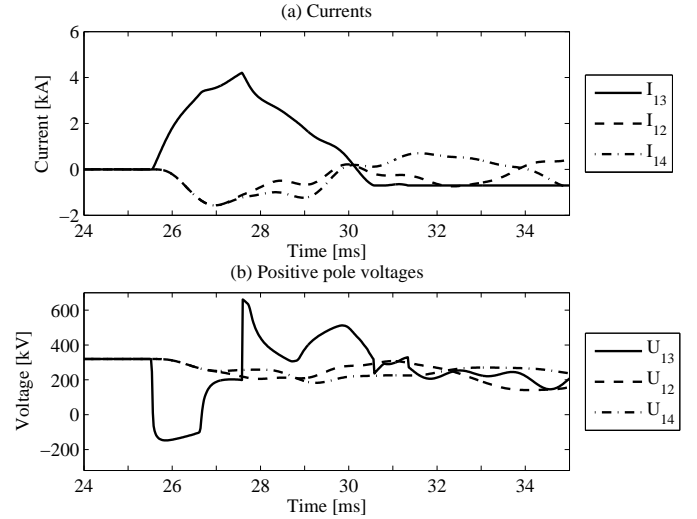 (a) Currents
6
4
2
0
−2
Current [kA]
24 26 28 30 32 34
Time [ms]
I13
I12
I14
(b) Positive pole voltages
600
400
200
0
−200
Voltage [kV]
24 26 28 30 32 34
Time [ms]
U13
U12
U14